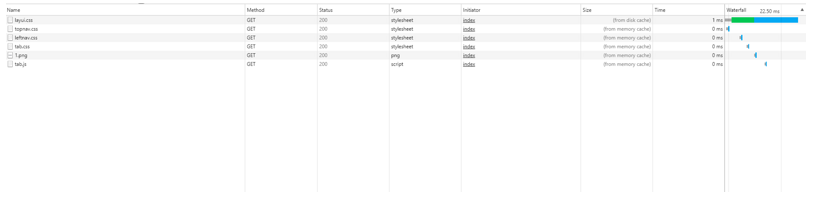 Name Method Status Type Initiator Size Time Waterfall 22.50 ms
layui.css GET 200 stylesheet index (from disk cache) 1 ms
topnav.css GET 200 stylesheet index (from memory cache) 0 ms
leftnav.css GET 200 stylesheet index (from memory cache) 0 ms
tab.css GET 200 stylesheet index (from memory cache) 0 ms
1.png GET 200 png index (from memory cache) 0 ms
tab.js GET 200 script index (from memory cache) 0 ms